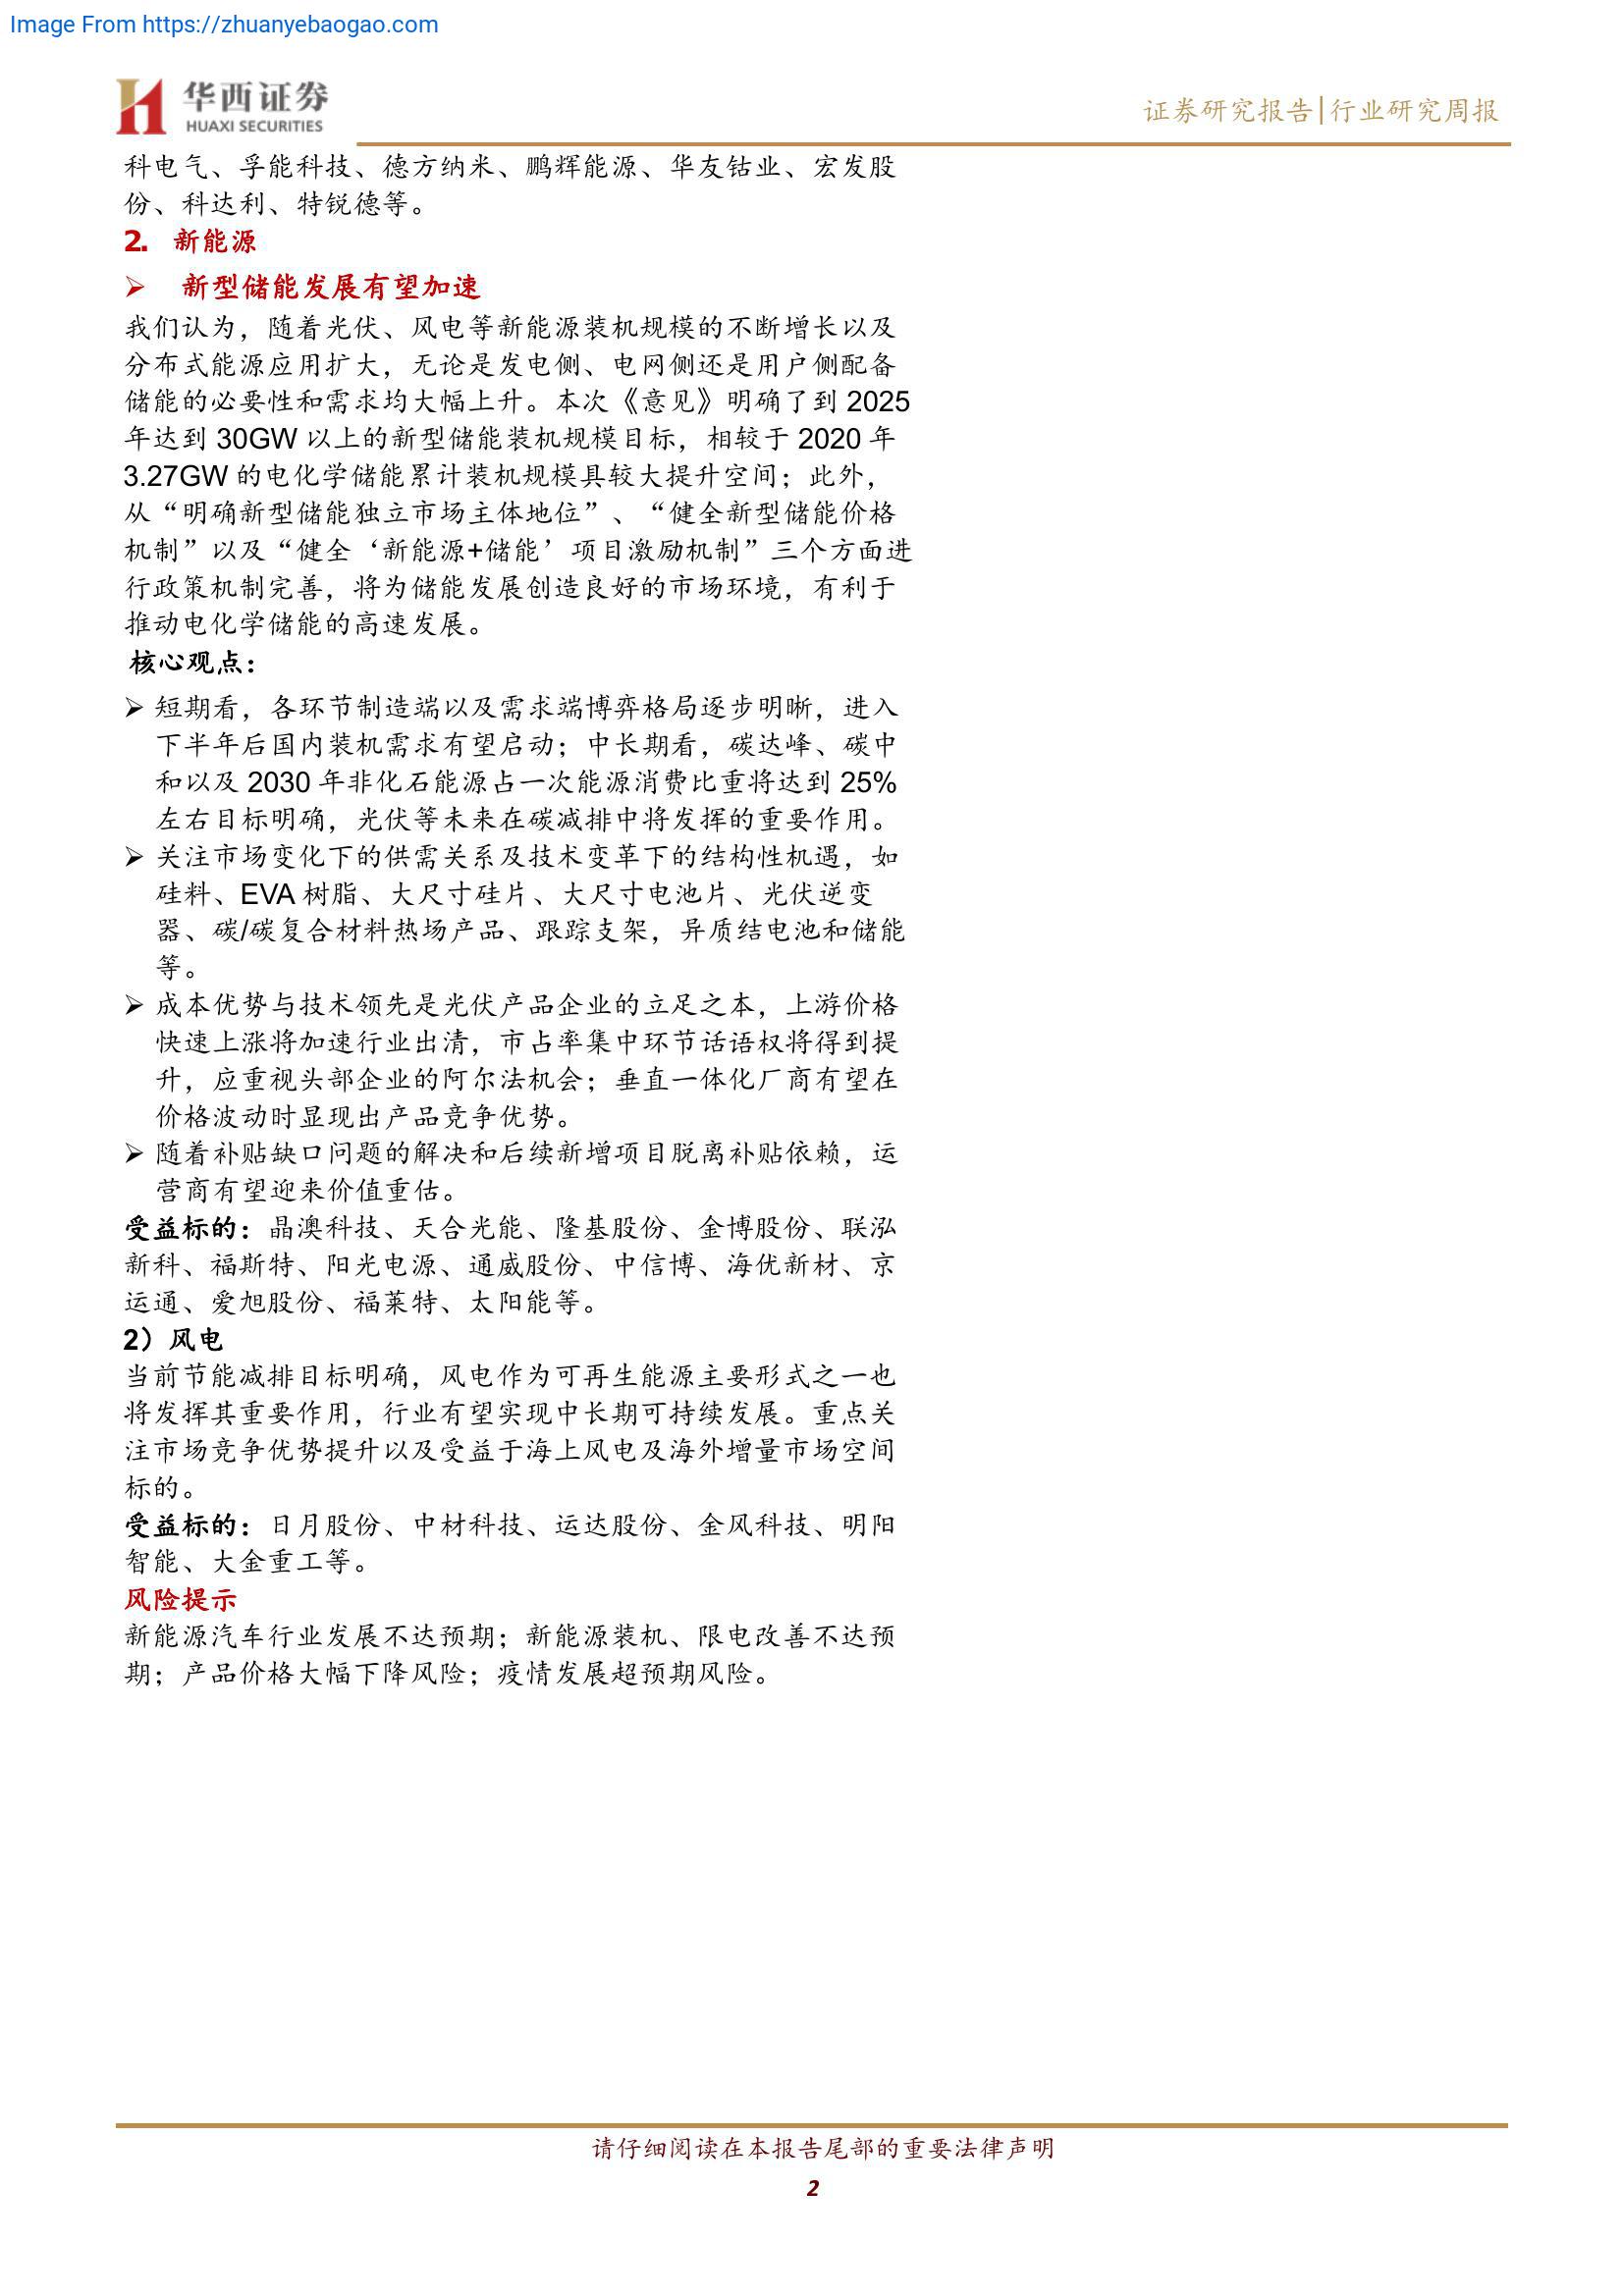 Image From https://zhuanyebaogao.com
华西证券
HUAXI SECURITIES
证券研究报告|行业研究周报
科电气、孚能科技、德方纳米、鹏辉能源、华友钴业、宏发股
份、科达利、特锐德等。
2. 新能源
➢ 新型储能发展有望加速
我们认为，随着光伏、风电等新能源装机规模的不断增长以及
分布式能源应用扩大，无论是发电侧、电网侧还是用户侧配备
储能的必要性和需求均大幅上升。本次《意见》明确了到 2025
年达到 30GW 以上的新型储能装机规模目标，相较于 2020 年
3.27GW 的电化学储能累计装机规模具较大提升空间；此外，
从“明确新型储能独立市场主体地位”、“健全新型储能价格
机制”以及“健全‘新能源+储能’项目激励机制”三个方面进
行政策机制完善，将为储能发展创造良好的市场环境，有利于
推动电化学储能的高速发展。
核心观点：
➢ 短期看，各环节制造端以及需求端博弈格局逐步明晰，进入
下半年后国内装机需求有望启动；中长期看，碳达峰、碳中
和以及 2030 年非化石能源占一次能源消费比重将达到 25%
左右目标明确，光伏等未来在碳减排中将发挥的重要作用。
➢ 关注市场变化下的供需关系及技术变革下的结构性机遇，如
硅料、EVA 树脂、大尺寸硅片、大尺寸电池片、光伏逆变
器、碳/碳复合材料热场产品、跟踪支架，异质结电池和储能
等。
➢ 成本优势与技术领先是光伏产品企业的立足之本，上游价格
快速上涨将加速行业出清，市占率集中环节话语权将得到提
升，应重视头部企业的阿尔法机会；垂直一体化厂商有望在
价格波动时显现出产品竞争优势。
➢ 随着补贴缺口问题的解决和后续新增项目脱离补贴依赖，运
营商有望迎来价值重估。
受益标的：晶澳科技、天合光能、隆基股份、金博股份、联泓
新科、福斯特、阳光电源、通威股份、中信博、海优新材、京
运通、爱旭股份、福莱特、太阳能等。
2）风电
当前节能减排目标明确，风电作为可再生能源主要形式之一也
将发挥其重要作用，行业有望实现中长期可持续发展。重点关
注市场竞争优势提升以及受益于海上风电及海外增量市场空间
标的。
受益标的：日月股份、中材科技、运达股份、金风科技、明阳
智能、大金重工等。
风险提示
新能源汽车行业发展不达预期；新能源装机、限电改善不达预
期；产品价格大幅下降风险；疫情发展超预期风险。
请仔细阅读在本报告尾部的重要法律声明
2